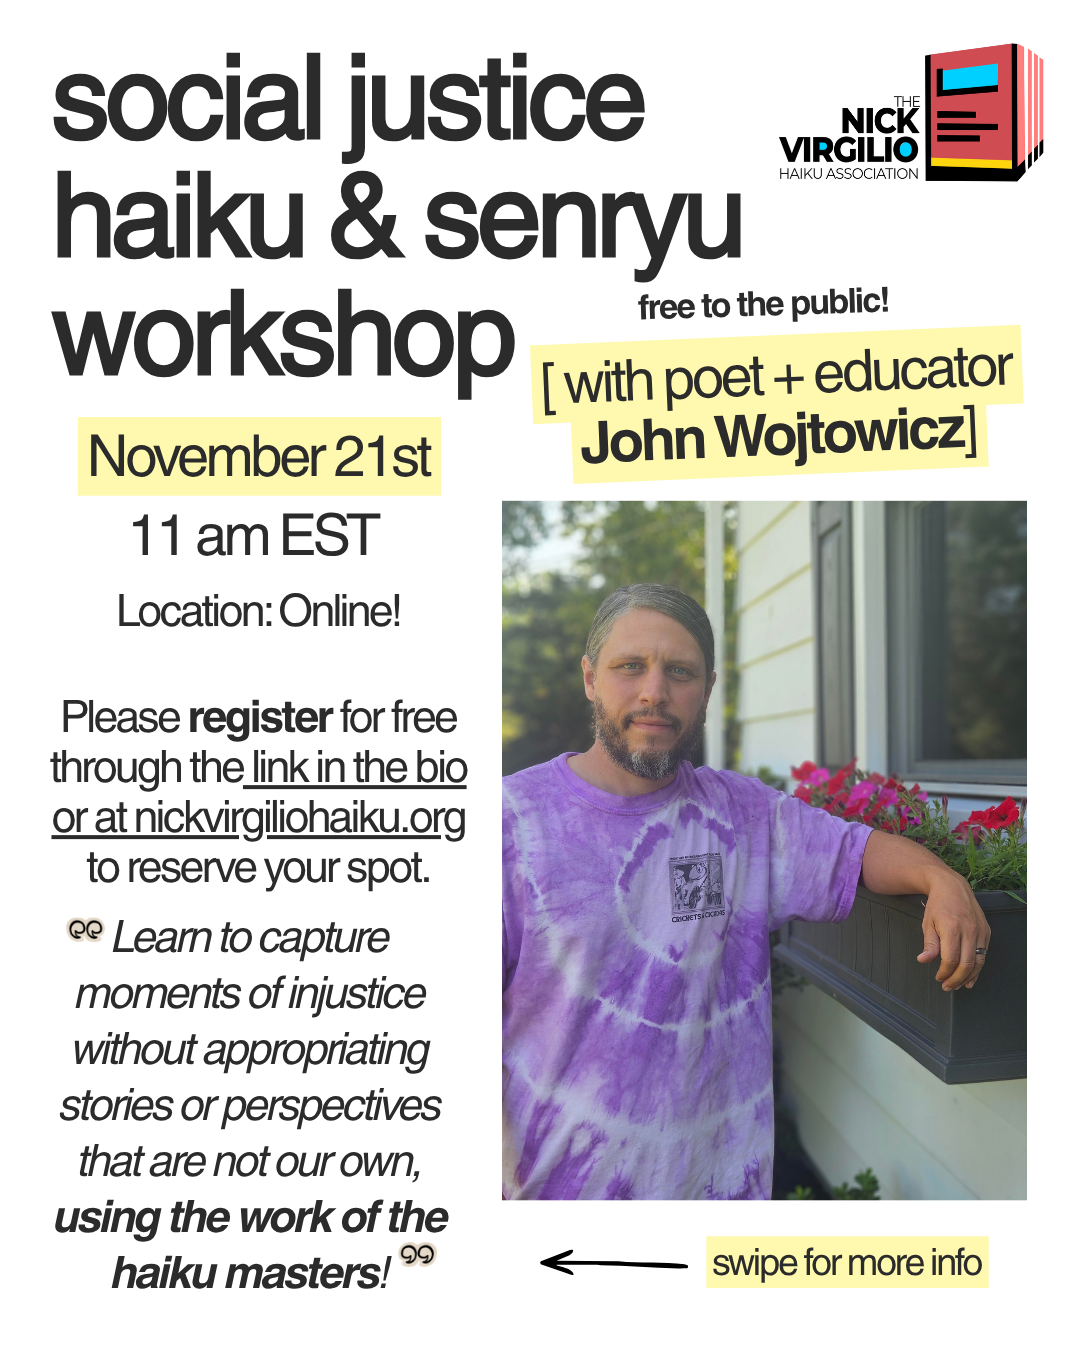 social justice
haiku & senryu
workshop
THE
NICK
VIRGILIO
HAIKU ASSOCIATION
free to the public!
[ with poet + educator
John Wojtowicz]
November 21st
11 am EST
Location: Online!
Please register for free
through the link in the bio
or at nickvirgiliohaiku.org
to reserve your spot.
“ Learn to capture
moments of injustice
without appropriating
stories or perspectives
that are not our own,
using the work of the
haiku masters! ”
CRICKETS & CICADAS
swipe for more info